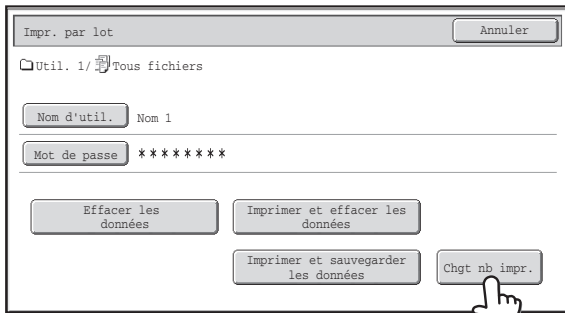 Impr. par lot Annuler
Util. 1/ Tous fichiers
Nom d'util. Nom 1
Mot de passe ********
Effacer les données
Imprimer et effacer les données
Imprimer et sauvegarder les données
Chgt nb impr.